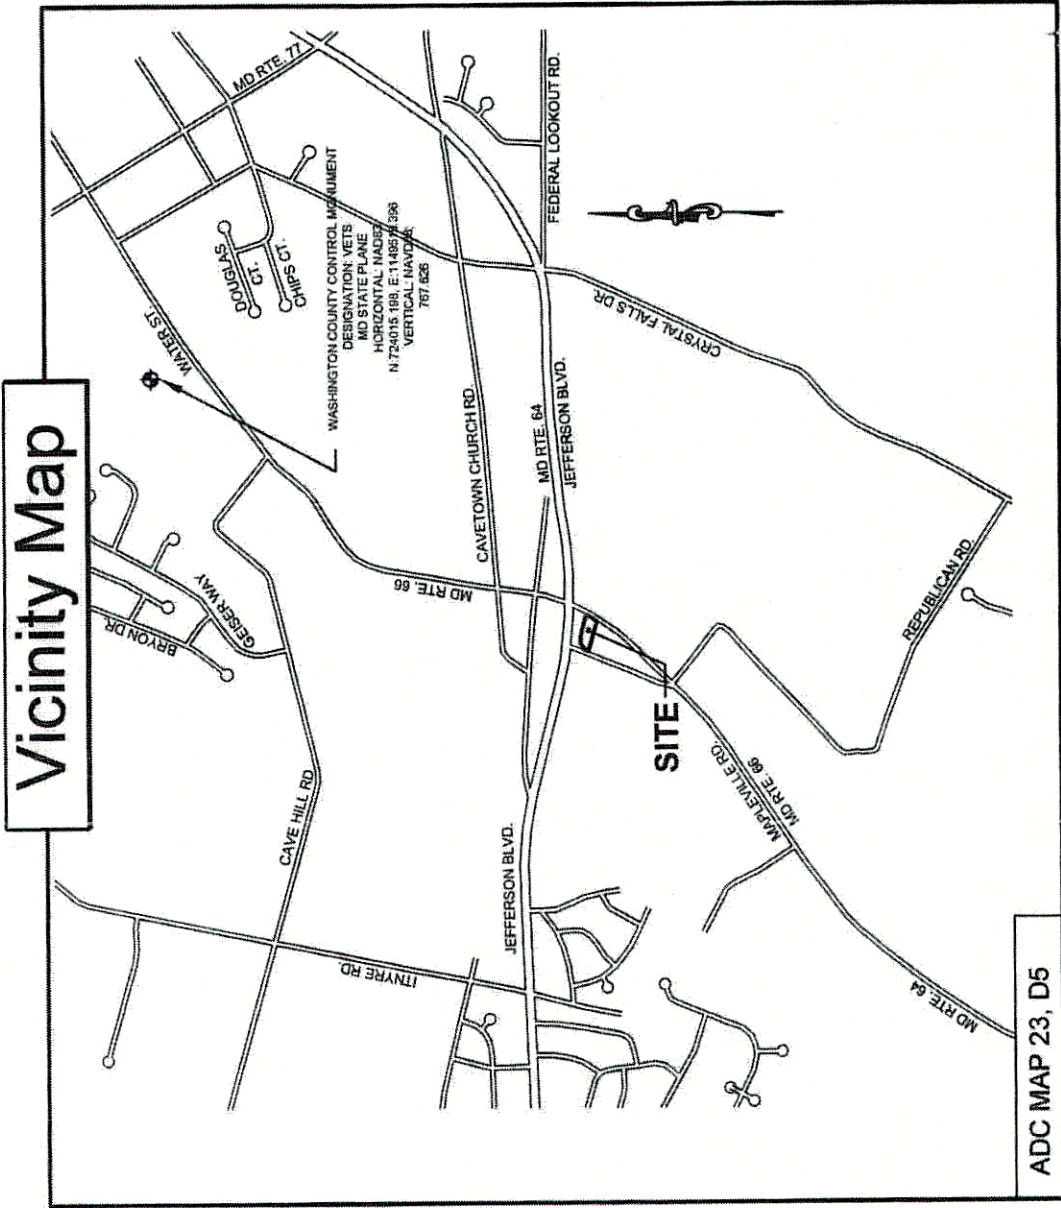 Vicinity Map
MD RTE. 77
WATER ST.
DOUGLAS
CT.
CHIPS CT.
WASHINGTON COUNTY CONTROL MONUMENT
DESIGNATION: VETS
MD STATE PLANE
HORIZONTAL:
VERTICAL:
767.626
FEDERAL LOOKOUT RD.
CRYSTAL FALLS DR.
CAVETOWN CHURCH RD.
MD RTE. 64
JEFFERSON BLVD.
MD RTE. 66
GEISER WAY
BRYON DR.
CAVE HILL RD
REPUBLICAN RD.
SITE
MAPLEVILLE RD.
MD RTE. 66
JEFFERSON BLVD.
ITNYRE RD.
MD RTE. 64
ADC MAP 23, D5